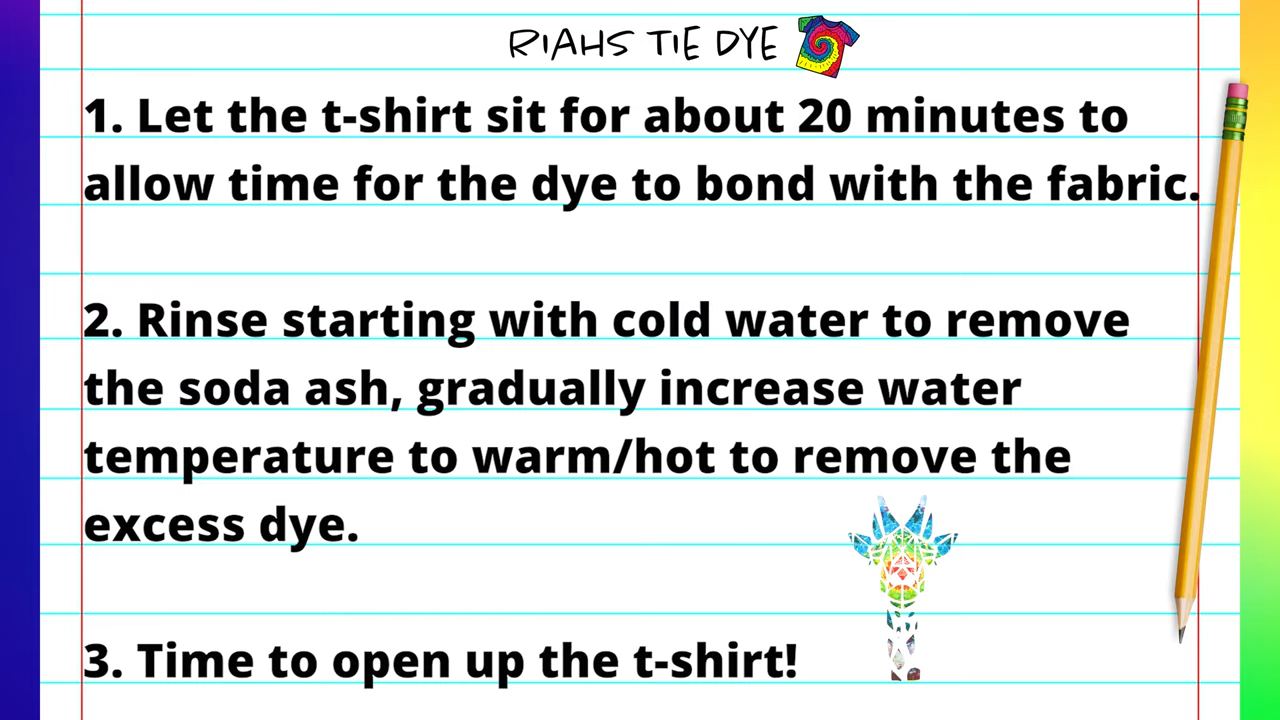 RIAHS TIE DYE
1. Let the t-shirt sit for about 20 minutes to
allow time for the dye to bond with the fabric.
2. Rinse starting with cold water to remove
the soda ash, gradually increase water
temperature to warm/hot to remove the
excess dye.
3. Time to open up the t-shirt!